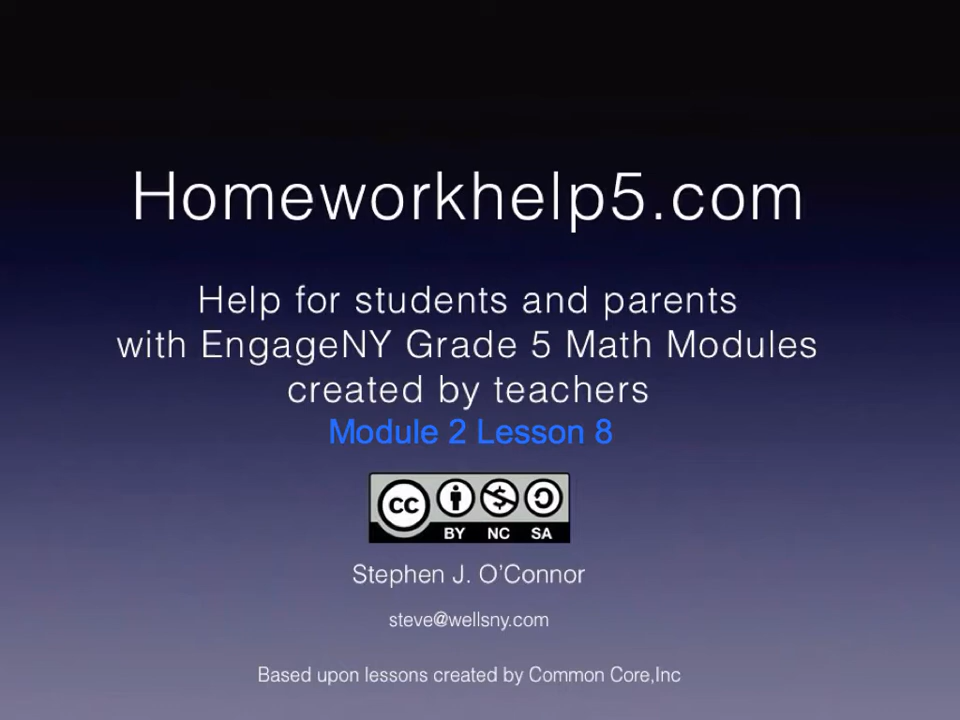 Homeworkhelp5.com
Help for students and parents
with EngageNY Grade 5 Math Modules
created by teachers
Module 2 Lesson 8
cc
BY NC SA
Stephen J. O'Connor
steve@wellsny.com
Based upon lessons created by Common Core,Inc